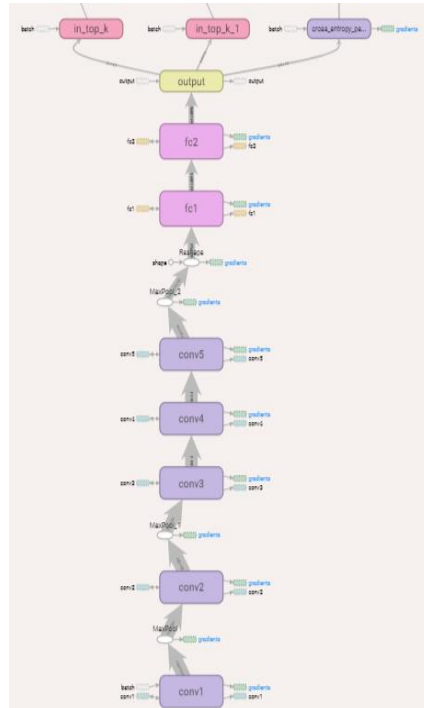 batch in_top_k in_top_k_1 batch cross_entropy_pe... gradients
output output output
fc2 fc2 gradients
fc2
fc1 fc1 gradients
fc1
Reshape
shape gradients
MaxPool_2
gradients
conv5 conv5 gradients
conv5
conv4 conv4 gradients
conv4
conv3 conv3 gradients
conv3
MaxPool_1
gradients
conv2 conv2 gradients
conv2
MaxPool
gradients
batch conv1 gradients
conv1 conv1